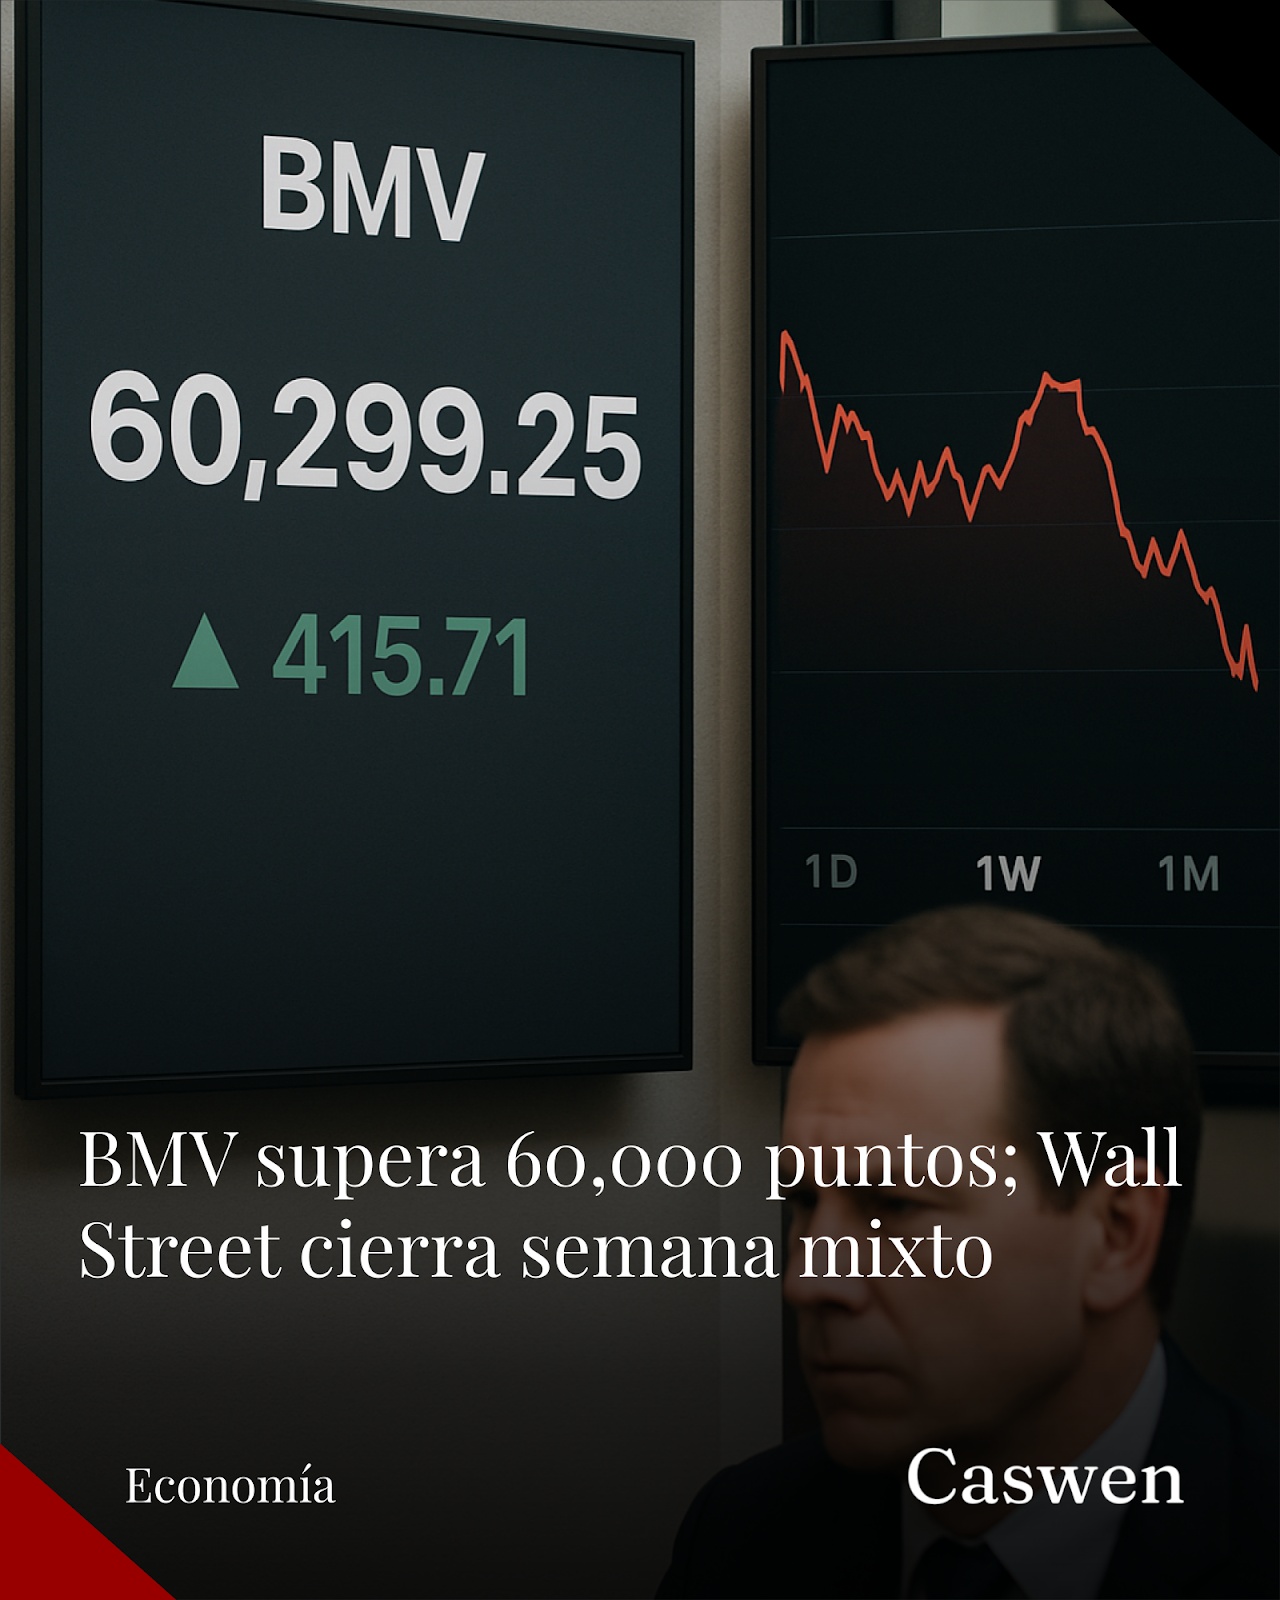 BMV
60,299.25
▲ 415.71
1D 1W 1M
BMV supera 60,000 puntos; Wall
Street cierra semana mixto
Economía
Caswen